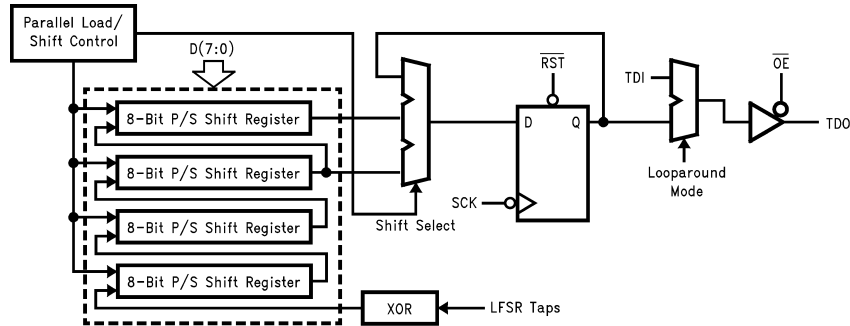 Parallel Load/
Shift Control
D(7:0)
8-Bit P/S Shift Register
8-Bit P/S Shift Register
8-Bit P/S Shift Register
8-Bit P/S Shift Register
XOR
LFSR Taps
Shift Select
RST
D
Q
SCK
TDI
Looparound
Mode
OE
TDO